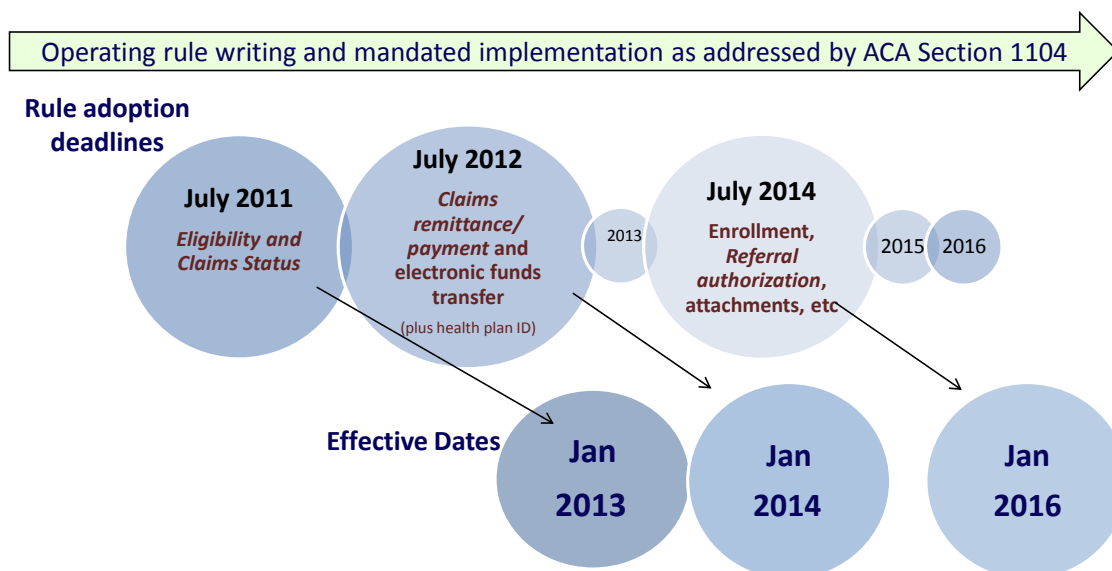 Operating rule writing and mandated implementation as addressed by ACA Section 1104
Rule adoption
deadlines
July 2011
Eligibility and
Claims Status
July 2012
Claims
remittance/
payment and
electronic funds
transfer
(plus health plan ID)
2013
July 2014
Enrollment,
Referral
authorization,
attachments, etc
2015
2016
Effective Dates
Jan
2013
Jan
2014
Jan
2016